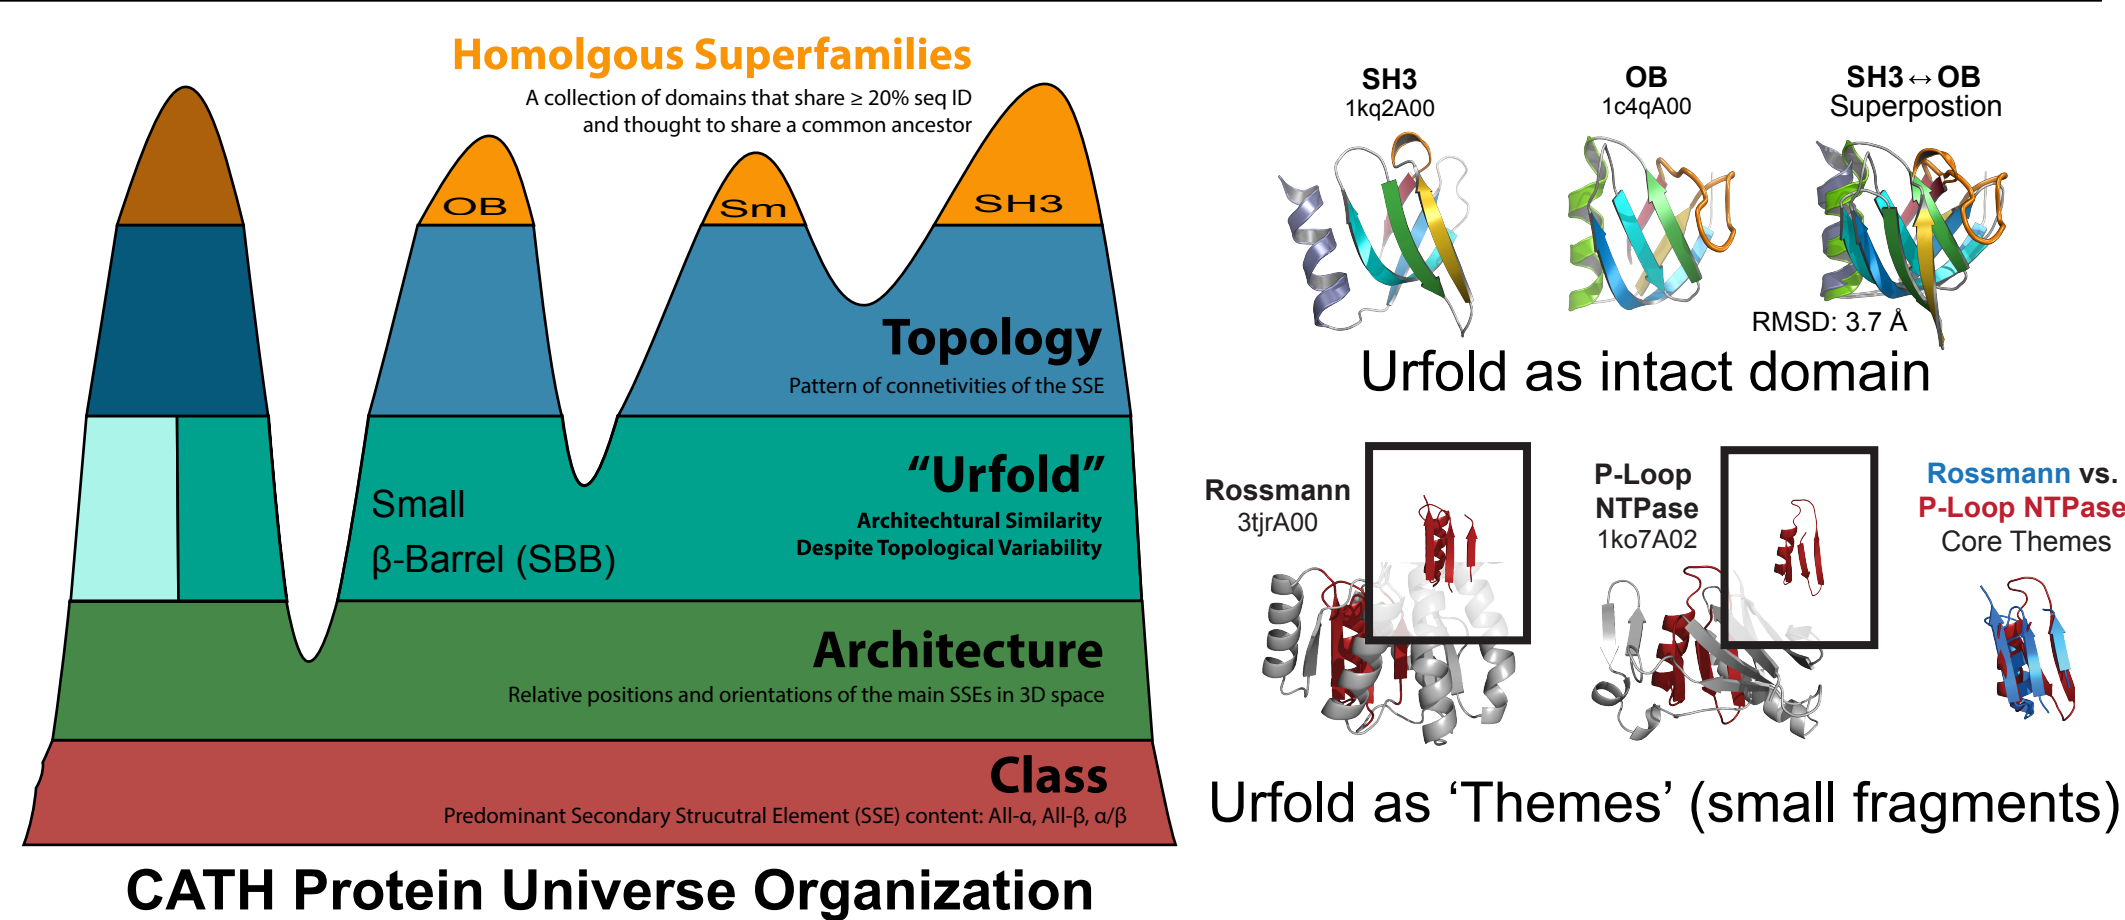 Homolgous Superfamilies
A collection of domains that share ≥ 20% seq ID
and thought to share a common ancestor
OB
Sm
SH3
Topology
Pattern of connetivities of the SSE
Small
β-Barrel (SBB)
“Urfold”
Architechtural Similarity
Despite Topological Variability
Architecture
Relative positions and orientations of the main SSEs in 3D space
Class
Predominant Secondary Strucutral Element (SSE) content: All-α, All-β, α/β
CATH Protein Universe Organization
SH3
1kq2A00
OB
1c4qA00
SH3↔OB
Superpostion
RMSD: 3.7 Å
Urfold as intact domain
Rossmann
3tjrA00
P-Loop
NTPase
1ko7A02
Rossmann vs.
P-Loop NTPase
Core Themes
Urfold as ‘Themes’ (small fragments)